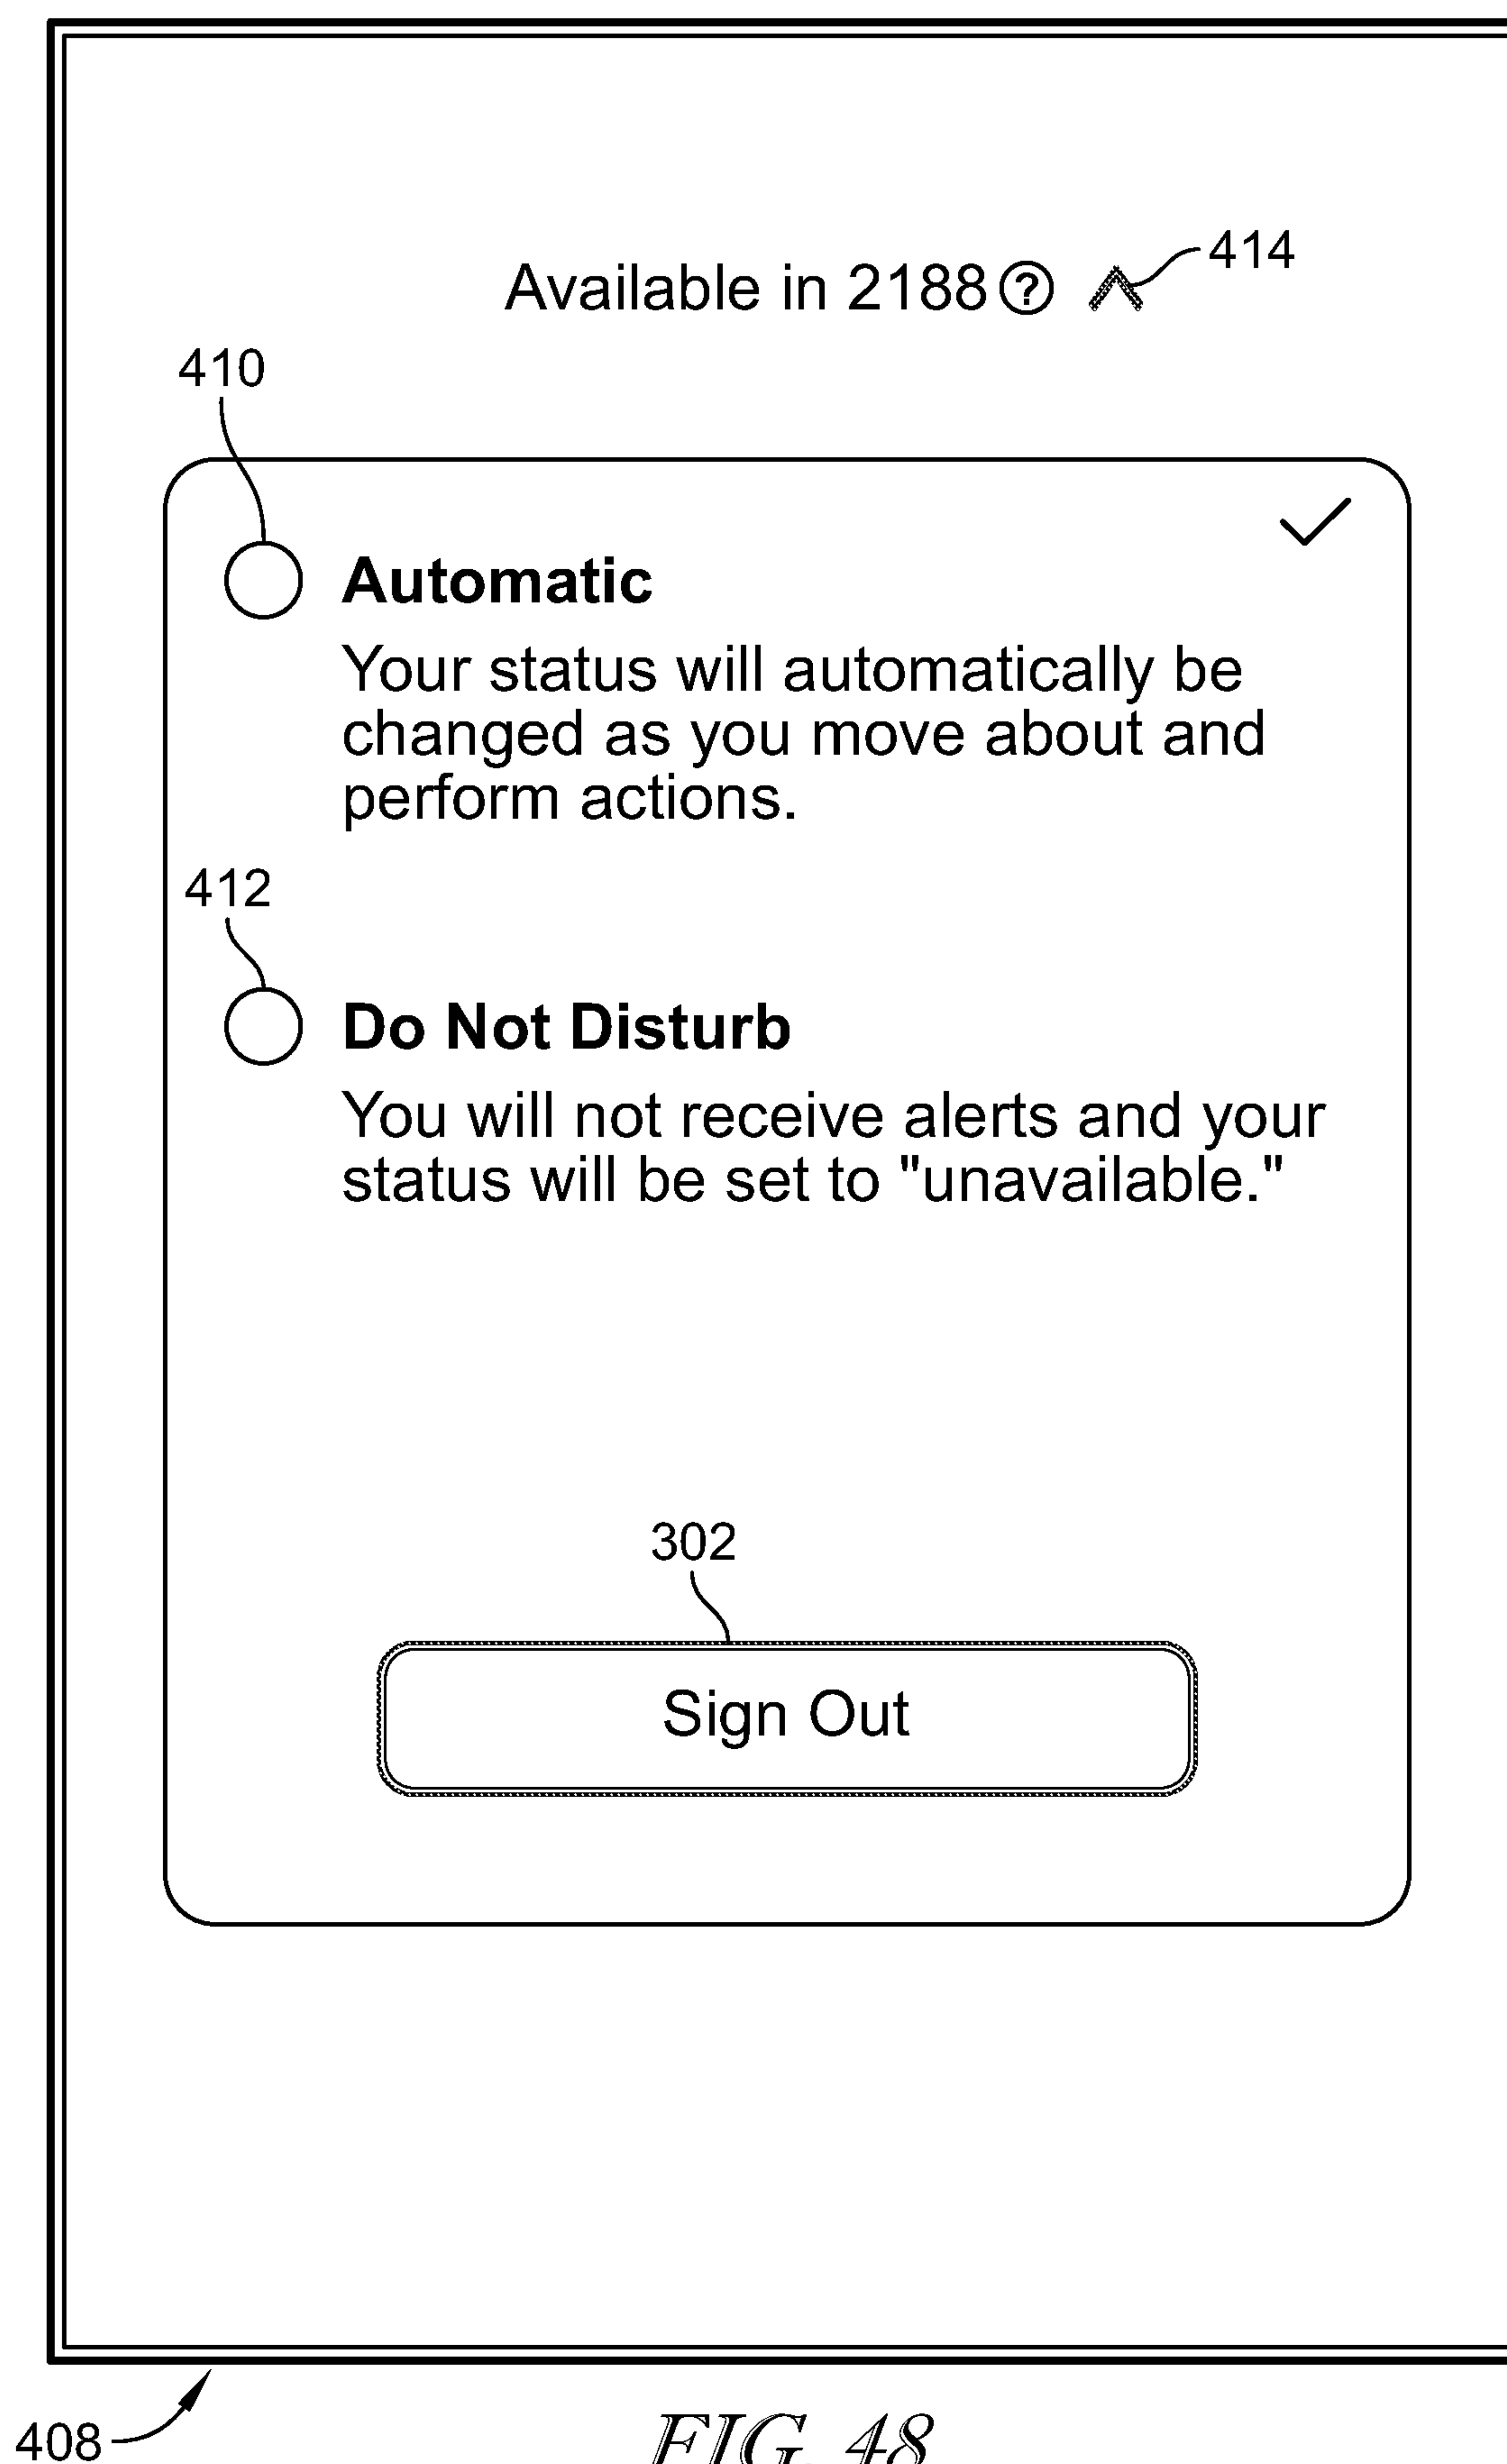 Available in 2188 ? 414
410
Automatic
Your status will automatically be
changed as you move about and
perform actions.
412
Do Not Disturb
You will not receive alerts and your
status will be set to "unavailable."
302
Sign Out
408
FIG. 48